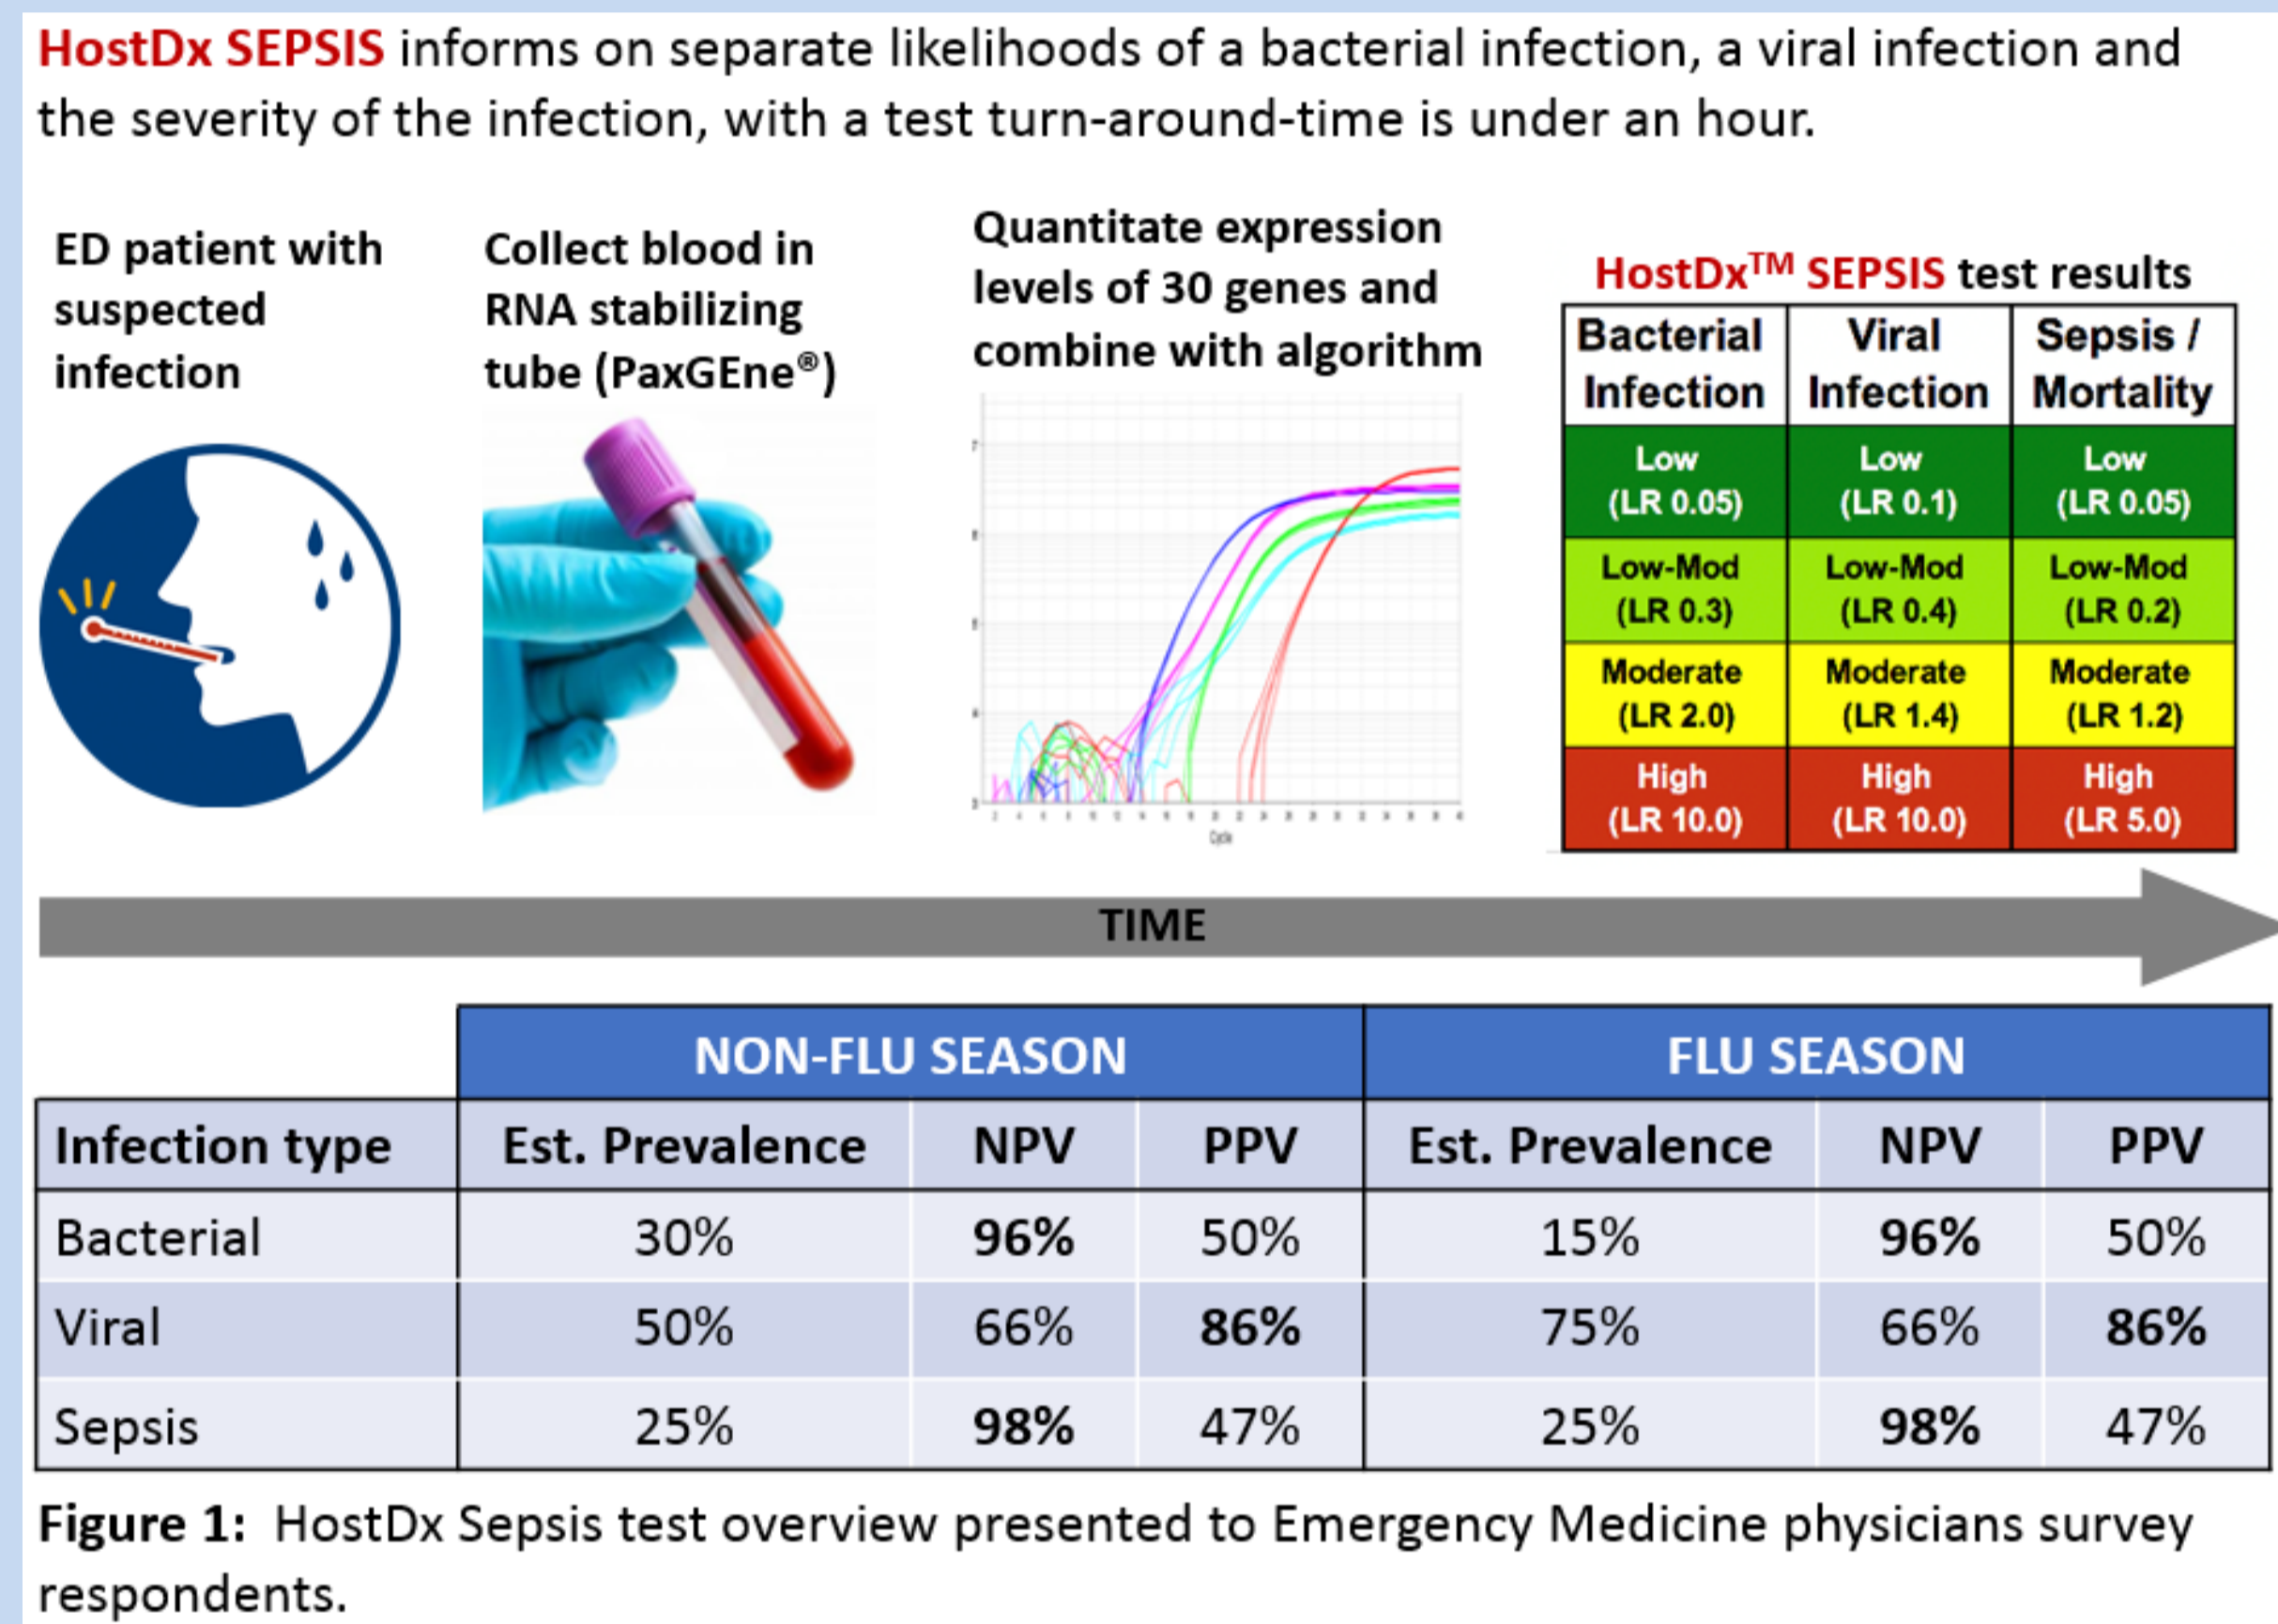 HostDx SEPSIS informs on separate likelihoods of a bacterial infection, a viral infection and
the severity of the infection, with a test turn-around-time is under an hour.
ED patient with
suspected
infection
Collect blood in
RNA stabilizing
tube (PaxGEne®)
Quantitate expression
levels of 30 genes and
combine with algorithm
Cycle
HostDx™ SEPSIS test results
Bacterial Infection Viral Infection Sepsis / Mortality
Low (LR 0.05) Low (LR 0.1) Low (LR 0.05)
Low-Mod (LR 0.3) Low-Mod (LR 0.4) Low-Mod (LR 0.2)
Moderate (LR 2.0) Moderate (LR 1.4) Moderate (LR 1.2)
High (LR 10.0) High (LR 10.0) High (LR 5.0)
TIME
NON-FLU SEASON FLU SEASON
Infection type Est. Prevalence NPV PPV Est. Prevalence NPV PPV
Bacterial 30% 96% 50% 15% 96% 50%
Viral 50% 66% 86% 75% 66% 86%
Sepsis 25% 98% 47% 25% 98% 47%
Figure 1: HostDx Sepsis test overview presented to Emergency Medicine physicians survey
respondents.